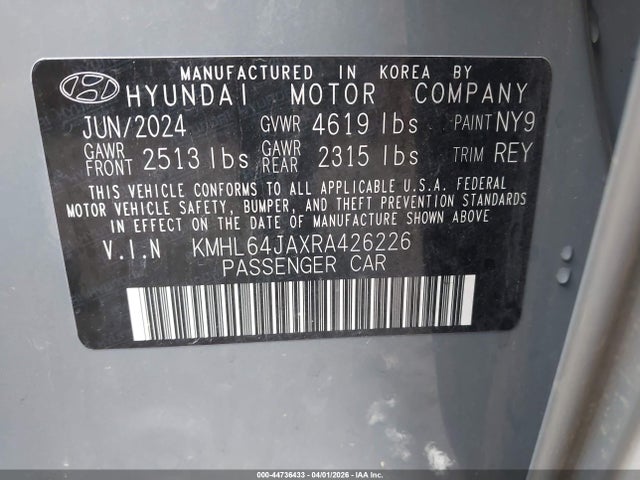 MANUFACTURED IN KOREA BY
HYUNDAI MOTOR COMPANY
JUN/2024 GVWR 4619 lbs PAINT NY9
GAWR FRONT 2513 lbs GAWR REAR 2315 lbs TRIM REY
THIS VEHICLE CONFORMS TO ALL APPLICABLE U.S.A. FEDERAL
MOTOR VEHICLE SAFETY, BUMPER, AND THEFT PREVENTION STANDARDS
IN EFFECT ON THE DATE OF MANUFACTURE SHOWN ABOVE.
V.I.N KMHL64JAXRA426226
PASSENGER CAR
000-44736433 - 04/01/2026 - IAA Inc.